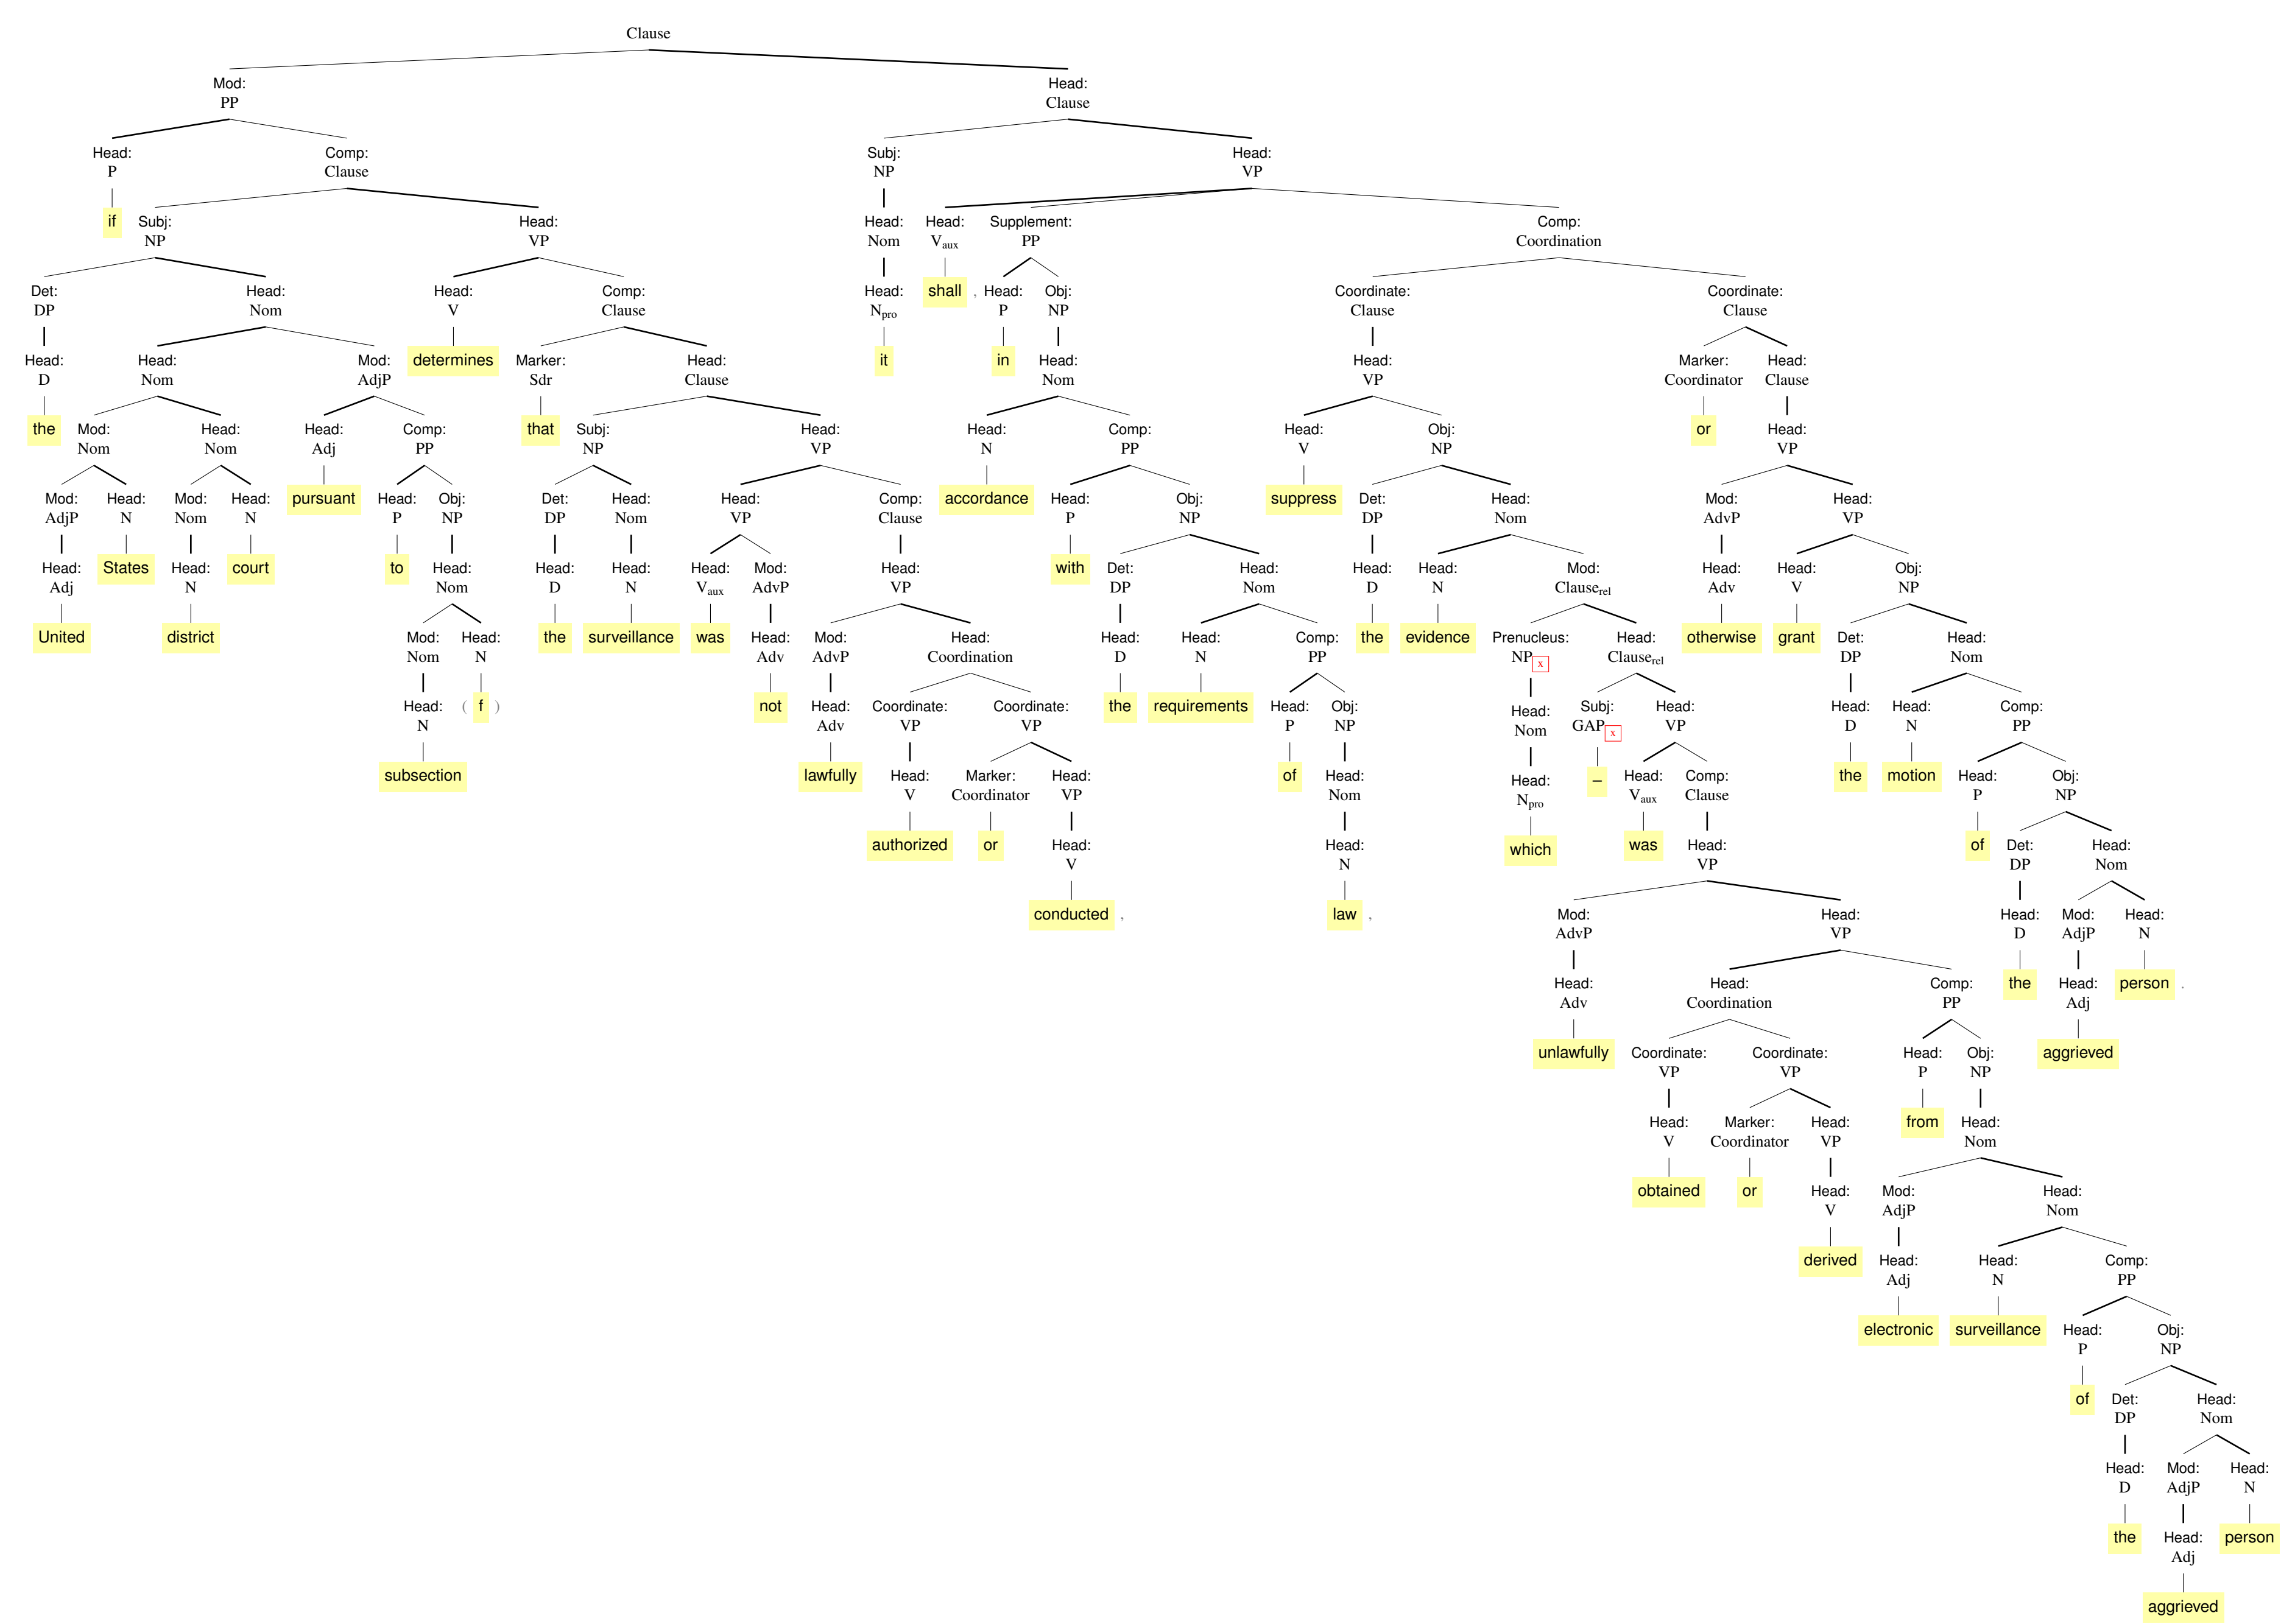 Clause
Mod: Head:
PP Clause
Head: Comp: Subj: Head:
P Clause NP VP
if Subj: Head: Head: Head: Supplement: Comp:
NP VP Nom Vaux PP Coordination
Det: Head: Head: Comp: Head: shall , Head: Obj: Coordinate: Coordinate:
DP Nom V Clause Npro P NP Clause Clause
Head: Head: Mod: determines Marker: Head: it in Head: Head: Marker: Head:
D Nom AdjP Sdr Clause Nom VP Coordinator Clause
the Mod: Head: Head: Comp: that Subj: Head: Head: Comp: Head: Obj: or Head:
Nom Nom Adj PP NP VP N PP V NP VP
Mod: Head: Mod: Head: pursuant Head: Obj: Det: Head: Head: Comp: accordance Head: Obj: suppress Det: Head: Mod: Head:
AdjP N Nom N P NP DP Nom VP Clause P NP DP Nom AdvP VP
Head: States Head: court to Head: Head: Head: Head: Mod: Head: with Det: Head: Head: Head: Mod: Head: Head: Obj:
Adj N Nom D N Vaux AdvP VP DP Nom D N Clauserel Adv V NP
United district Mod: Head: the surveillance was Head: Mod: Head: Head: Head: Comp: the evidence Prenucleus: Head: otherwise grant Det: Head:
Nom N Adv AdvP Coordination D N PP NP x Clauserel DP Nom
Head: ( f ) not Head: Coordinate: Coordinate: the requirements Head: Obj: Head: Subj: Head: Head: Head: Comp:
N Adv VP VP P NP Nom GAP x VP D N PP
subsection lawfully Head: Marker: Head: of Head: Head: – Head: Comp: the motion Head: Obj:
V Coordinator VP Nom Npro Vaux Clause P NP
authorized or Head: Head: which was Head: of Det: Head:
V N VP DP Nom
conducted , law , Mod: Head: Head: Mod: Head:
AdvP VP D AdjP N
Head: Head: Comp: the Head: person .
Adv Coordination PP Adj
unlawfully Coordinate: Coordinate: Head: Obj: aggrieved
VP VP P NP
Head: Marker: Head: from Head:
V Coordinator VP Nom
obtained or Head: Mod: Head:
V AdjP Nom
derived Head: Head: Comp:
Adj N PP
electronic surveillance Head: Obj:
P NP
of Det: Head:
DP Nom
Head: Mod: Head:
D AdjP N
the Head: person
Adj
aggrieved